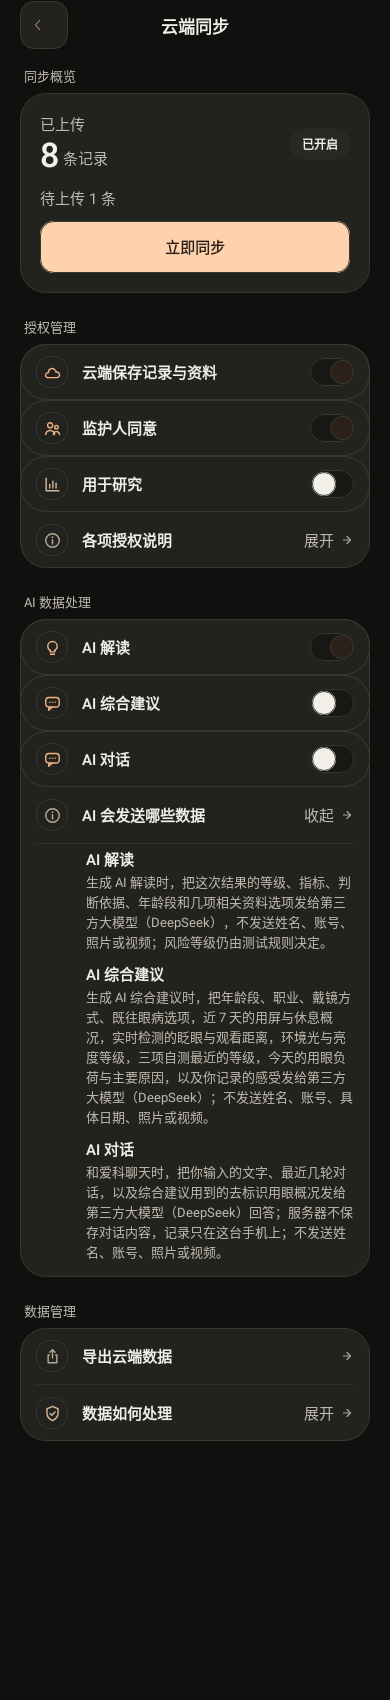 云端同步
同步概览
已上传
8 条记录
已开启
待上传 1 条
立即同步
授权管理
云端保存记录与资料
监护人同意
用于研究
各项授权说明
展开
AI 数据处理
AI 解读
AI 综合建议
AI 对话
AI 会发送哪些数据
收起
AI 解读
生成 AI 解读时，把这次结果的等级、指标、判
断依据、年龄段和几项相关资料选项发给第三
方大模型（DeepSeek），不发送姓名、账号、
照片或视频；风险等级仍由测试规则决定。
AI 综合建议
生成 AI 综合建议时，把年龄段、职业、戴镜方
式、既往眼病选项，近 7 天的用屏与休息概
况，实时检测的眨眼与观看距离，环境光与亮
度等级，三项自测最近的等级，今天的用眼负
荷与主要原因，以及你记录的感受发给第三方
大模型（DeepSeek）；不发送姓名、账号、具
体日期、照片或视频。
AI 对话
和爱科聊天时，把你输入的文字、最近几轮对
话，以及综合建议用到的去标识用眼概况发给
第三方大模型（DeepSeek）回答；服务器不保
存对话内容，记录只在这台手机上；不发送姓
名、账号、照片或视频。
数据管理
导出云端数据
数据如何处理
展开